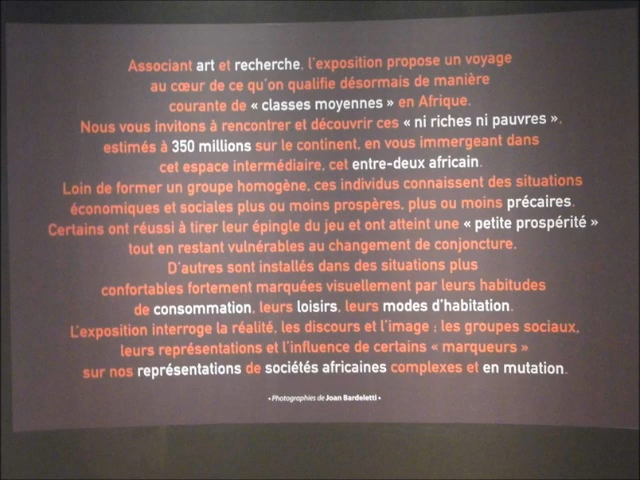 Associant art et recherche, l'exposition propose un voyage
au cœur de ce qu'on qualifie désormais de manière
courante de « classes moyennes » en Afrique.
Nous vous invitons à rencontrer et découvrir ces « ni riches ni pauvres »,
estimés à 350 millions sur le continent, en vous immergeant dans
cet espace intermédiaire, cet entre-deux africain.
Loin de former un groupe homogène, ces individus connaissent des situations
économiques et sociales plus ou moins prospères, plus ou moins précaires.
Certains ont réussi à tirer leur épingle du jeu et ont atteint une « petite prospérité »
tout en restant vulnérables au changement de conjoncture.
D'autres sont installés dans des situations plus
confortables fortement marquées visuellement par leurs habitudes
de consommation, leurs loisirs, leurs modes d'habitation.
L'exposition interroge la réalité, les discours et l'image ; les groupes sociaux,
leurs représentations et l'influence de certains « marqueurs »
sur nos représentations de sociétés africaines complexes et en mutation.
• Photographies de Joan Bardeletti •